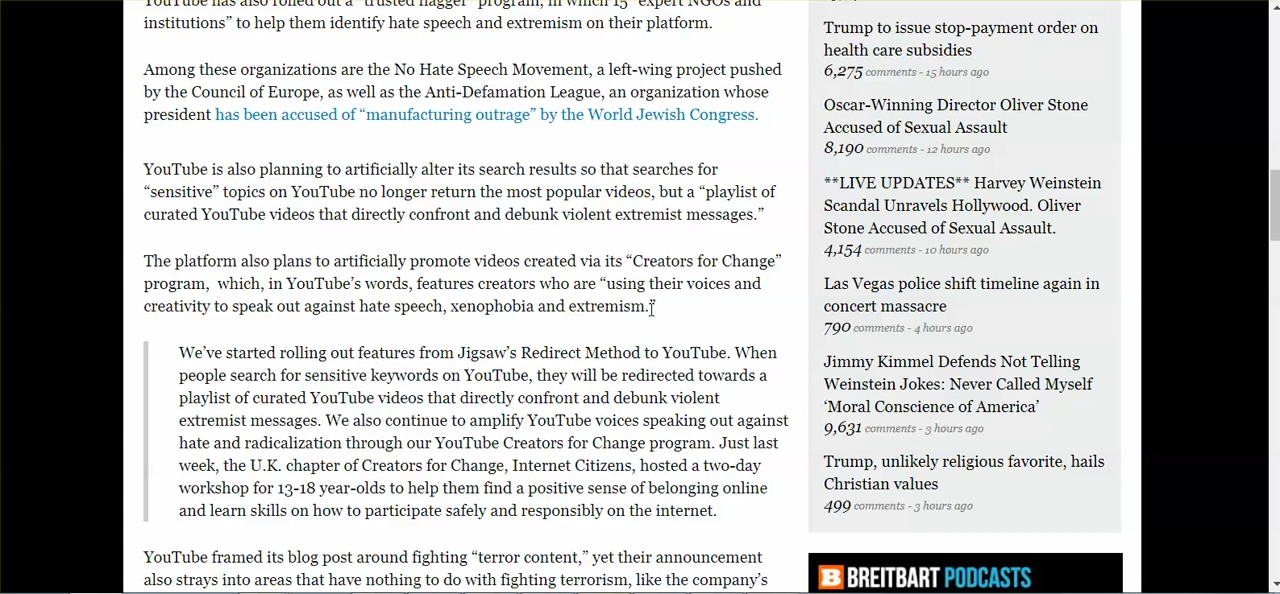 YouTube has also rolled out a “trusted flagger” program, in which 15 “expert NGOs and
institutions” to help them identify hate speech and extremism on their platform.
Among these organizations are the No Hate Speech Movement, a left-wing project pushed
by the Council of Europe, as well as the Anti-Defamation League, an organization whose
president has been accused of “manufacturing outrage” by the World Jewish Congress.
YouTube is also planning to artificially alter its search results so that searches for
“sensitive” topics on YouTube no longer return the most popular videos, but a “playlist of
curated YouTube videos that directly confront and debunk violent extremist messages.”
The platform also plans to artificially promote videos created via its “Creators for Change”
program, which, in YouTube’s words, features creators who are “using their voices and
creativity to speak out against hate speech, xenophobia and extremism.
We’ve started rolling out features from Jigsaw’s Redirect Method to YouTube. When
people search for sensitive keywords on YouTube, they will be redirected towards a
playlist of curated YouTube videos that directly confront and debunk violent
extremist messages. We also continue to amplify YouTube voices speaking out against
hate and radicalization through our YouTube Creators for Change program. Just last
week, the U.K. chapter of Creators for Change, Internet Citizens, hosted a two-day
workshop for 13-18 year-olds to help them find a positive sense of belonging online
and learn skills on how to participate safely and responsibly on the internet.
YouTube framed its blog post around fighting “terror content,” yet their announcement
also strays into areas that have nothing to do with fighting terrorism, like the company’s
Trump to issue stop-payment order on
health care subsidies
6,275 comments - 15 hours ago
Oscar-Winning Director Oliver Stone
Accused of Sexual Assault
8,190 comments - 12 hours ago
**LIVE UPDATES** Harvey Weinstein
Scandal Unravels Hollywood. Oliver
Stone Accused of Sexual Assault.
4,154 comments - 10 hours ago
Las Vegas police shift timeline again in
concert massacre
790 comments - 4 hours ago
Jimmy Kimmel Defends Not Telling
Weinstein Jokes: Never Called Myself
‘Moral Conscience of America’
9,631 comments - 3 hours ago
Trump, unlikely religious favorite, hails
Christian values
499 comments - 3 hours ago
B BREITBART PODCASTS